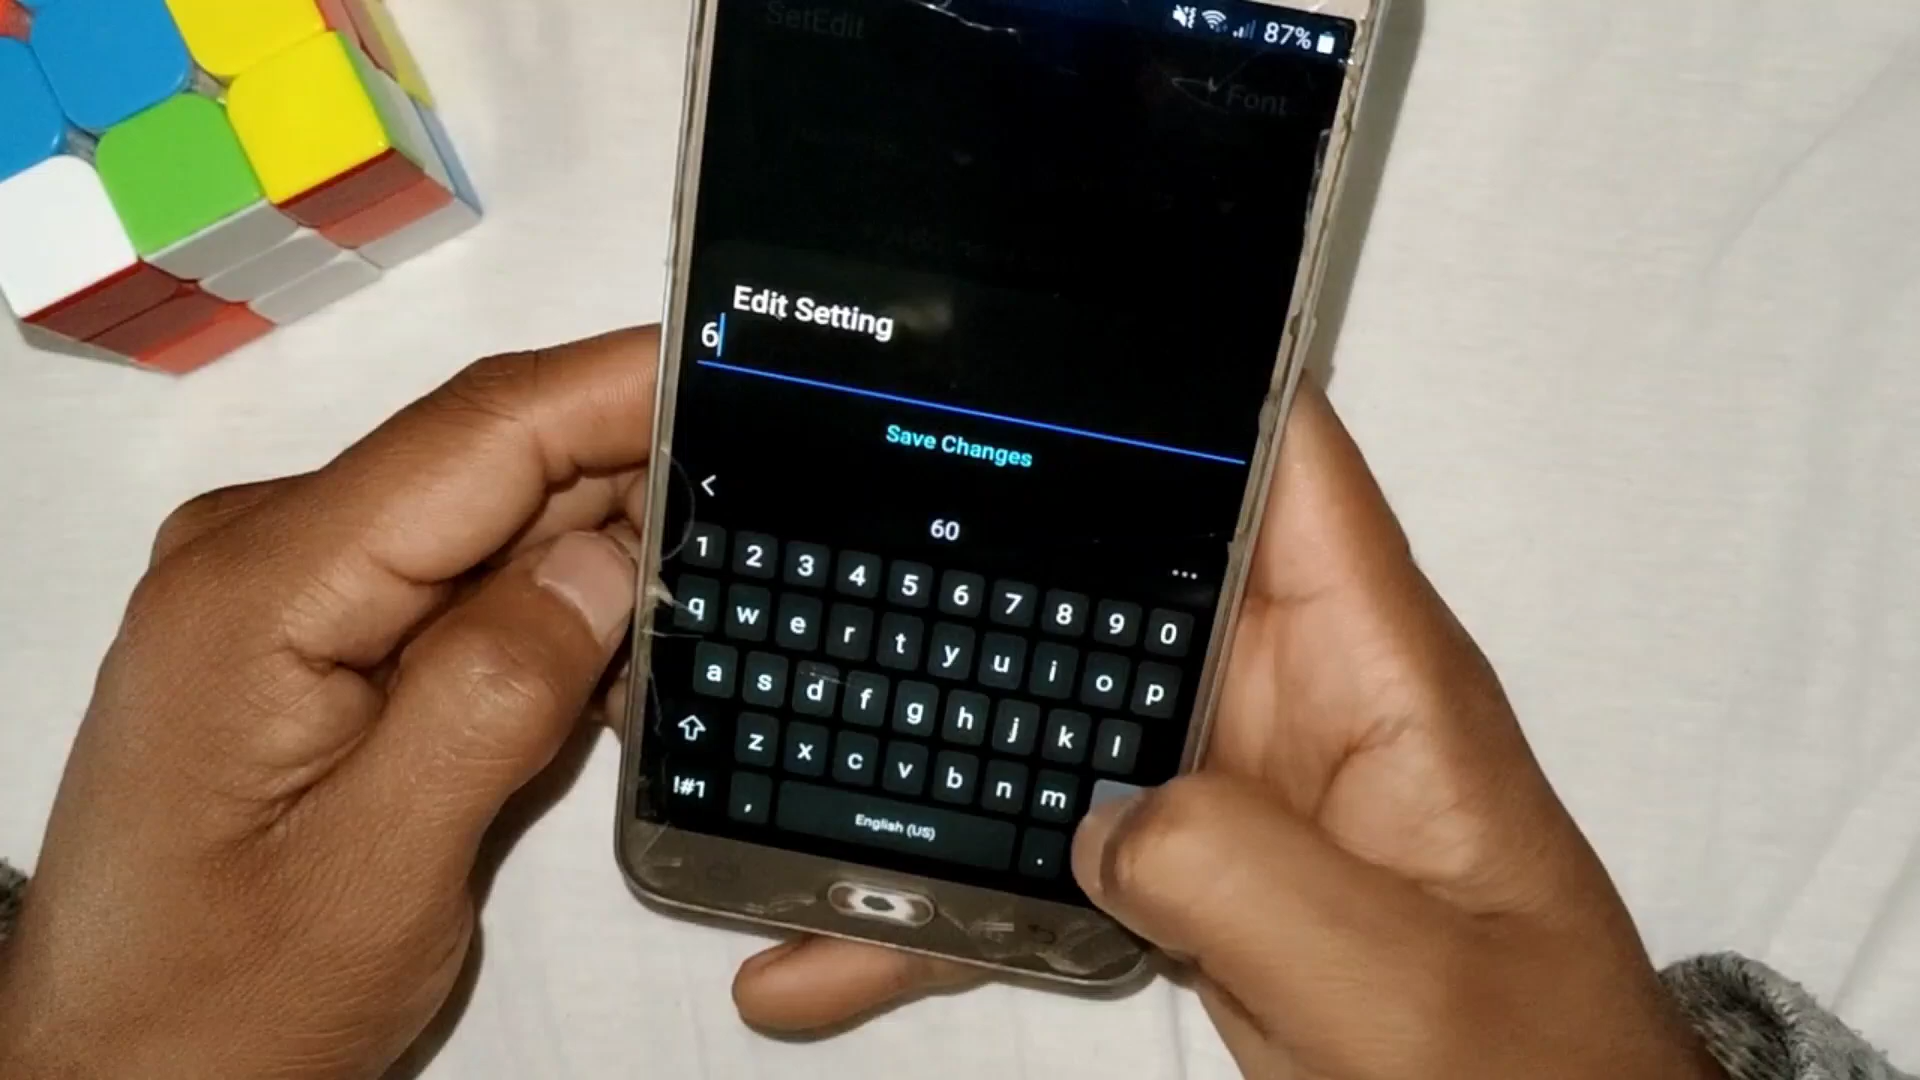 SetEdit
87%
Font
Edit Setting
6
Save Changes
<
60
...
1 2 3 4 5 6 7 8 9 0
q w e r t y u i o p
a s d f g h j k l
z x c v b n m
!#1 , English (US) .